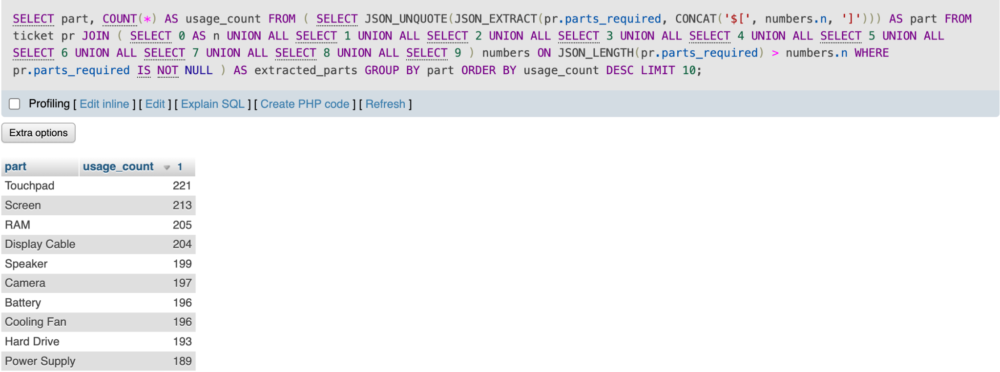 SELECT part, COUNT(*) AS usage_count FROM ( SELECT JSON_UNQUOTE(JSON_EXTRACT(pr.parts_required, CONCAT('$[', numbers.n, ']'))) AS part FROM
ticket pr JOIN ( SELECT 0 AS n UNION ALL SELECT 1 UNION ALL SELECT 2 UNION ALL SELECT 3 UNION ALL SELECT 4 UNION ALL SELECT 5 UNION ALL
SELECT 6 UNION ALL SELECT 7 UNION ALL SELECT 8 UNION ALL SELECT 9 ) numbers ON JSON_LENGTH(pr.parts_required) > numbers.n WHERE
pr.parts_required IS NOT NULL ) AS extracted_parts GROUP BY part ORDER BY usage_count DESC LIMIT 10;
Profiling [ Edit inline ] [ Edit ] [ Explain SQL ] [ Create PHP code ] [ Refresh ]
Extra options
part usage_count 1
Touchpad 221
Screen 213
RAM 205
Display Cable 204
Speaker 199
Camera 197
Battery 196
Cooling Fan 196
Hard Drive 193
Power Supply 189